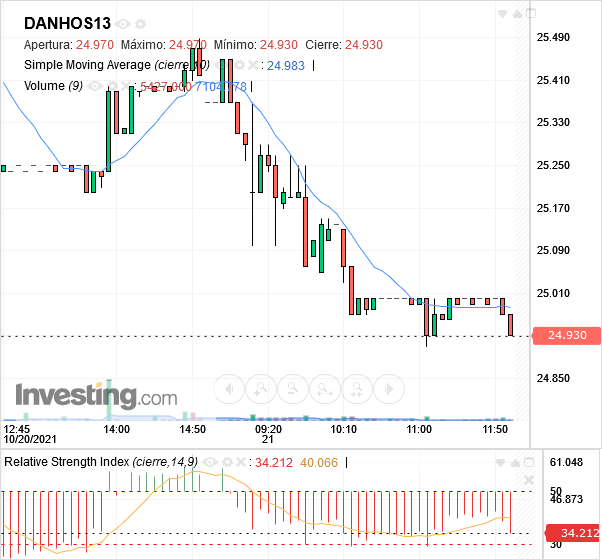 DANHOS13
Apertura: 24.970 Máximo: 24.970 Mínimo: 24.930 Cierre: 24.930
Simple Moving Average (cierre,10) : 24.983
Volume (9) : 5427.000 7104.778
25.490
25.410
25.330
25.250
25.170
25.090
25.010
24.930
24.850
Investing.com
12:45 14:00 14:50 09:20 10:10 11:00 11:50
10/20/2021 21
Relative Strength Index (cierre,14,9) : 34.212 40.066
61.048
50
46.873
34.212
30